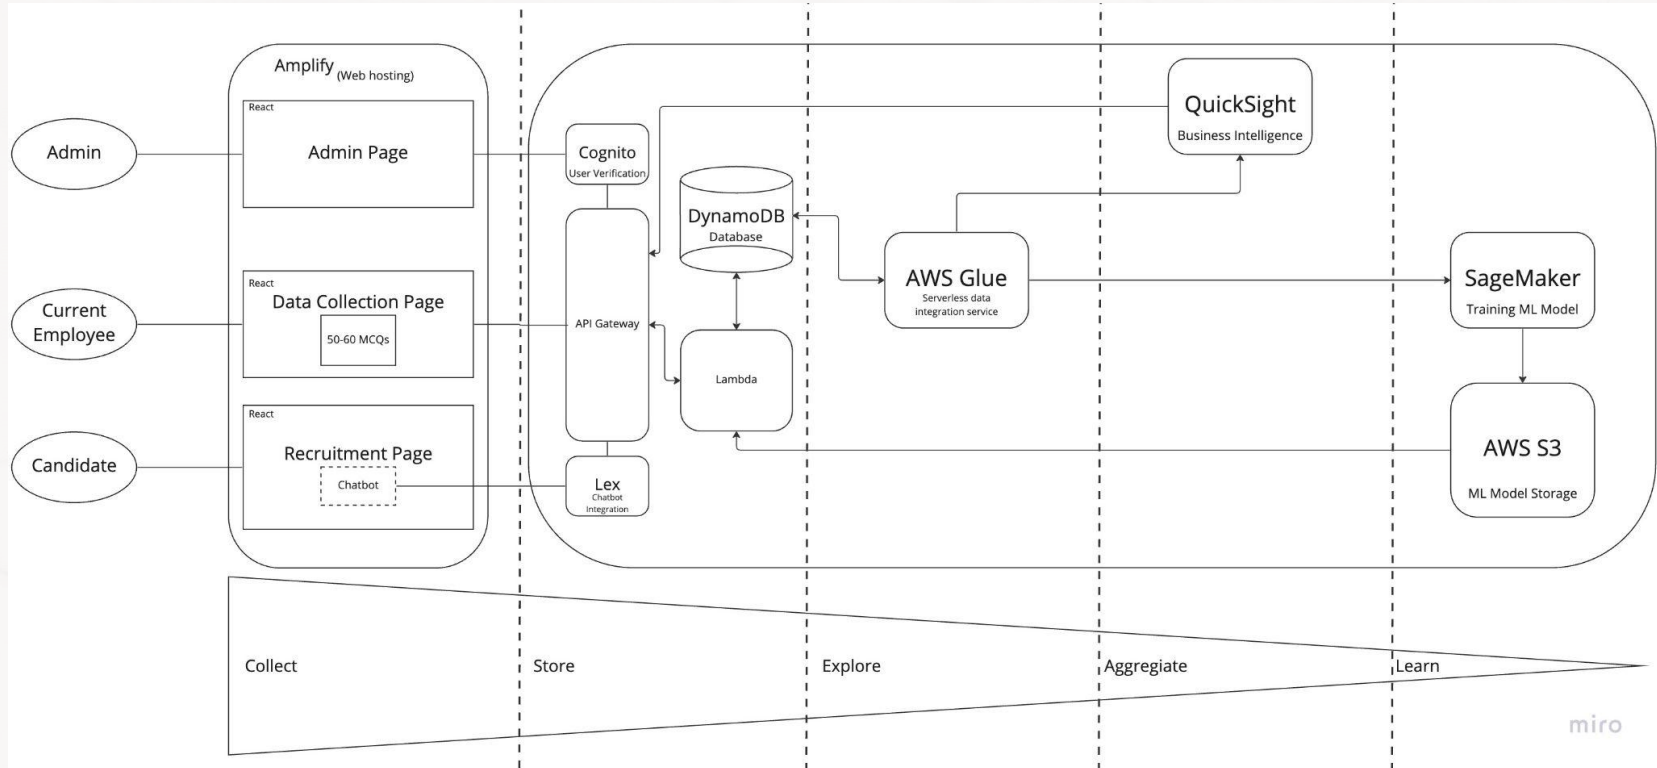 Amplify (Web hosting)
React
Admin Page
Admin
React
Data Collection Page
50-60 MCQs
Current
Employee
React
Recruitment Page
Chatbot
Candidate
Cognito
User Verification
API Gateway
Lex
Chatbot
Integration
DynamoDB
Database
Lambda
AWS Glue
Serverless data
integration service
QuickSight
Business Intelligence
SageMaker
Training ML Model
AWS S3
ML Model Storage
Collect
Store
Explore
Aggregiate
Learn
miro